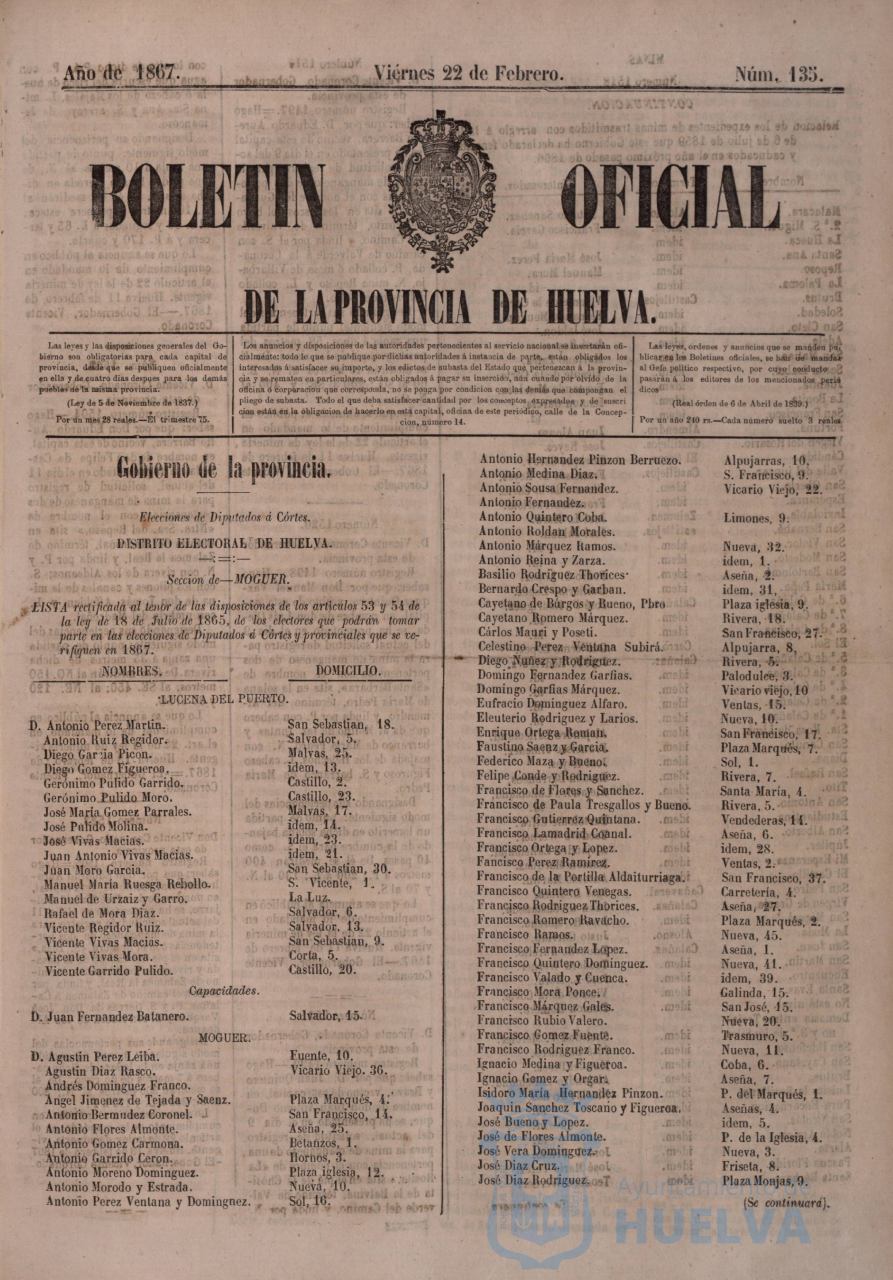 Año de 1867.
Viérnes 22 de Febrero.
Núm. 135.
BOLETIN OFICIAL
DE LA PROVINCIA DE HUELVA.
Las leyes y las disposiciones generales del Go-
bierno son obligatorias para cada capital de
provincia, desde que se publiquen oficialmente
en ella y de cuatro dias despues para los demás
pueblos de la misma provincia.
(Ley de 5 de Noviembre de 1837.)
Por un mes 28 reales.—El trimestre 75.
Los anuncios y disposiciones de las autoridades pertenecientes al servicio nacional se insertarán ofi-
cialmente: todo lo que se publique por dichas autoridades á instancia de parte, están obligados los
interesados á satisfacer su importe, y los edictos de subasta del Estado que pertenezcan á la provin-
cia y se rematen en particulares, están obligados á pagar su insercion, aún cuando por olvido de la
oficina ó corporacion que corresponda, no se ponga por condicion con las demás que compongan el
pliego de subasta. Todo el que deba satisfacer cantidad por los conceptos expresados y de suscri
cion están en la obligacion de hacerlo en está capital, oficina de este periódico, calle de la Concep-
cion, número 14.
Las leyes, órdenes y anuncios que se manden pu-
blicar en los Boletines oficiales, se han de mandar
al Gefe político respectivo, por cuyo conducto
pasarán á los editores de los mencionados perió
dicos
(Real órden de 6 de Abril de 1839.)
Por un año 240 rs.—Cada numero suelto 3 reales
Gobierno de la provincia.
Elecciones de Diputados á Córtes.
DISTRITO ELECTORAL DE HUELVA.
Seccion de—MOGUER.
LISTA rectificada al tenor de las disposiciones de los artículos 53 y 54 de
la ley de 18 de Julio de 1865, de los electores que podrán tomar
parte en las elecciones de Diputados á Córtes y provinciales que se ve-
rifiquen en 1867.
NOMBRES. DOMICILIO.
LUCENA DEL PUERTO.
D. Antonio Perez Martin. San Sebastian, 18.
Antonio Ruiz Regidor. Salvador, 5.
Diego Garzia Picon. Malvas, 25.
Diego Gomez Figueroa. idem, 13.
Gerónimo Pulido Garrido. Castillo, 2.
Gerónimo Pulido Moro. Castillo, 23.
José María Gomez Parrales. Malvas, 17.
José Pulido Molina. idem, 14.
José Vivas Macias. idem, 23.
Juan Antonio Vivas Macias. idem, 21.
Juan Moro Garcia. San Sebastian, 30.
Manuel Maria Ruesga Rebollo. S. Vicente, 1.
Manuel de Urzaiz y Garro. La Luz.
Rafael de Mora Diaz. Salvador, 6.
Vicente Regidor Ruiz. Salvador, 13.
Vicente Vivas Macias. San Sebastian, 9.
Vicente Vivas Mora. Corta, 5.
Vicente Garrido Pulido. Castillo, 20.
Capacidades.
D. Juan Fernandez Batanero. Salvador, 15.
MOGUER.
D. Agustin Perez Leiba. Fuente, 10.
Agustin Diaz Rasco. Vicario Viejo. 36.
Andrés Dominguez Franco.
Angel Jimenez de Tejada y Saenz. Plaza Marqués, 4.
Antonio Bermudez Coronel. San Francisco, 14.
Antonio Flores Almonte. Aseña, 25.
Antonio Gomez Carmona. Betanzos, 1.
Antonio Garrido Ceron. Hornos, 3.
Antonio Moreno Dominguez. Plaza iglesia, 12.
Antonio Morodo y Estrada. Nueva, 10.
Antonio Perez Ventana y Domingnez. Sol, 16.
Antonio Hernandez Pinzon Berruezo. Alpujarras, 10.
Antonio Medina Diaz. S. Francisco, 9.
Antonio Sousa Fernandez. Vicario Viejo, 22.
Antonio Fernandez.
Antonio Quintero Coba. Limones, 9.
Antonio Roldan Morales.
Antonio Márquez Ramos. Nueva, 32.
Antonio Reina y Zarza. idem, 1.
Basilio Rodriguez Thorices Aseña, 2.
Bernardo Crespo y Garban. idem, 31.
Cayetano de Búrgos y Bueno, Pbro Plaza iglesia, 9.
Cayetano Romero Márquez. Rivera, 18.
Cárlos Mauri y Poseti. San Francisco, 27.
Celestino Perez Ventana Subirá. Alpujarra, 8,
Diego Nuñez y Rodriguez. Rivera, 5.
Domingo Fernandez Garfias. Palodulce, 3.
Domingo Garfias Márquez. Vicario viejo, 10
Eufracio Dominguez Alfaro. Ventas, 15.
Eleuterio Rodriguez y Larios. Nueva, 10.
Enrique Ortega Roman. San Francisco, 17.
Faustino Saenz y Garcia. Plaza Marqués, 7.
Federico Maza y Bueno. Sol, 1.
Felipe Conde y Rodriguez. Rivera, 7.
Francisco de Flores y Sanchez. Santa María, 4.
Francisco de Paula Tresgallos y Bueno. Rivera, 5.
Francisco Gutierrez Quintana. Vendederas, 14.
Francisco Lamadrid Coanal. Aseña, 6.
Francisco Ortega y Lopez. idem, 28.
Fancisco Perez Ramirez. Ventas, 2.
Francisco de la Portilla Aldaiturriaga. San Francisco, 37.
Francisco Quintero Venegas. Carretería, 4.
Francisco Rodriguez Thorices. Aseña, 27.
Francisco Romero Ravacho. Plaza Marqués, 2.
Francisco Ramos. Nueva, 45.
Francisco Fernandez Lopez. Aseña, 1.
Francisco Quintero Dominguez. Nueva, 41.
Francisco Valado y Cuenca. idem, 39.
Francisco Mora Ponce. Galinda, 15.
Francisco Márquez Gales. San José, 15.
Francisco Rubio Valero. Nueva, 20.
Francisco Gomez Fuente. Trasmuro, 5.
Francisco Rodriguez Franco. Nueva, 11.
Ignacio Medina y Figueroa. Coba, 6.
Ignacio Gomez y Orgar. Aseña, 7.
Isidoro María Hernandez Pinzon. P. del Marqués, 1.
Joaquin Sanchez Toscano y Figueroa. Aseñas, 4.
José Bueno y Lopez. idem, 5.
José de Flores Almonte. P. de la Iglesia, 4.
José Vera Dominguez. Nueva, 3.
José Diaz Cruz. Friseta, 8.
José Diaz Rodriguez. Plaza Monjas, 9.
(Se continuará).
Ayuntamiento de
HUELVA